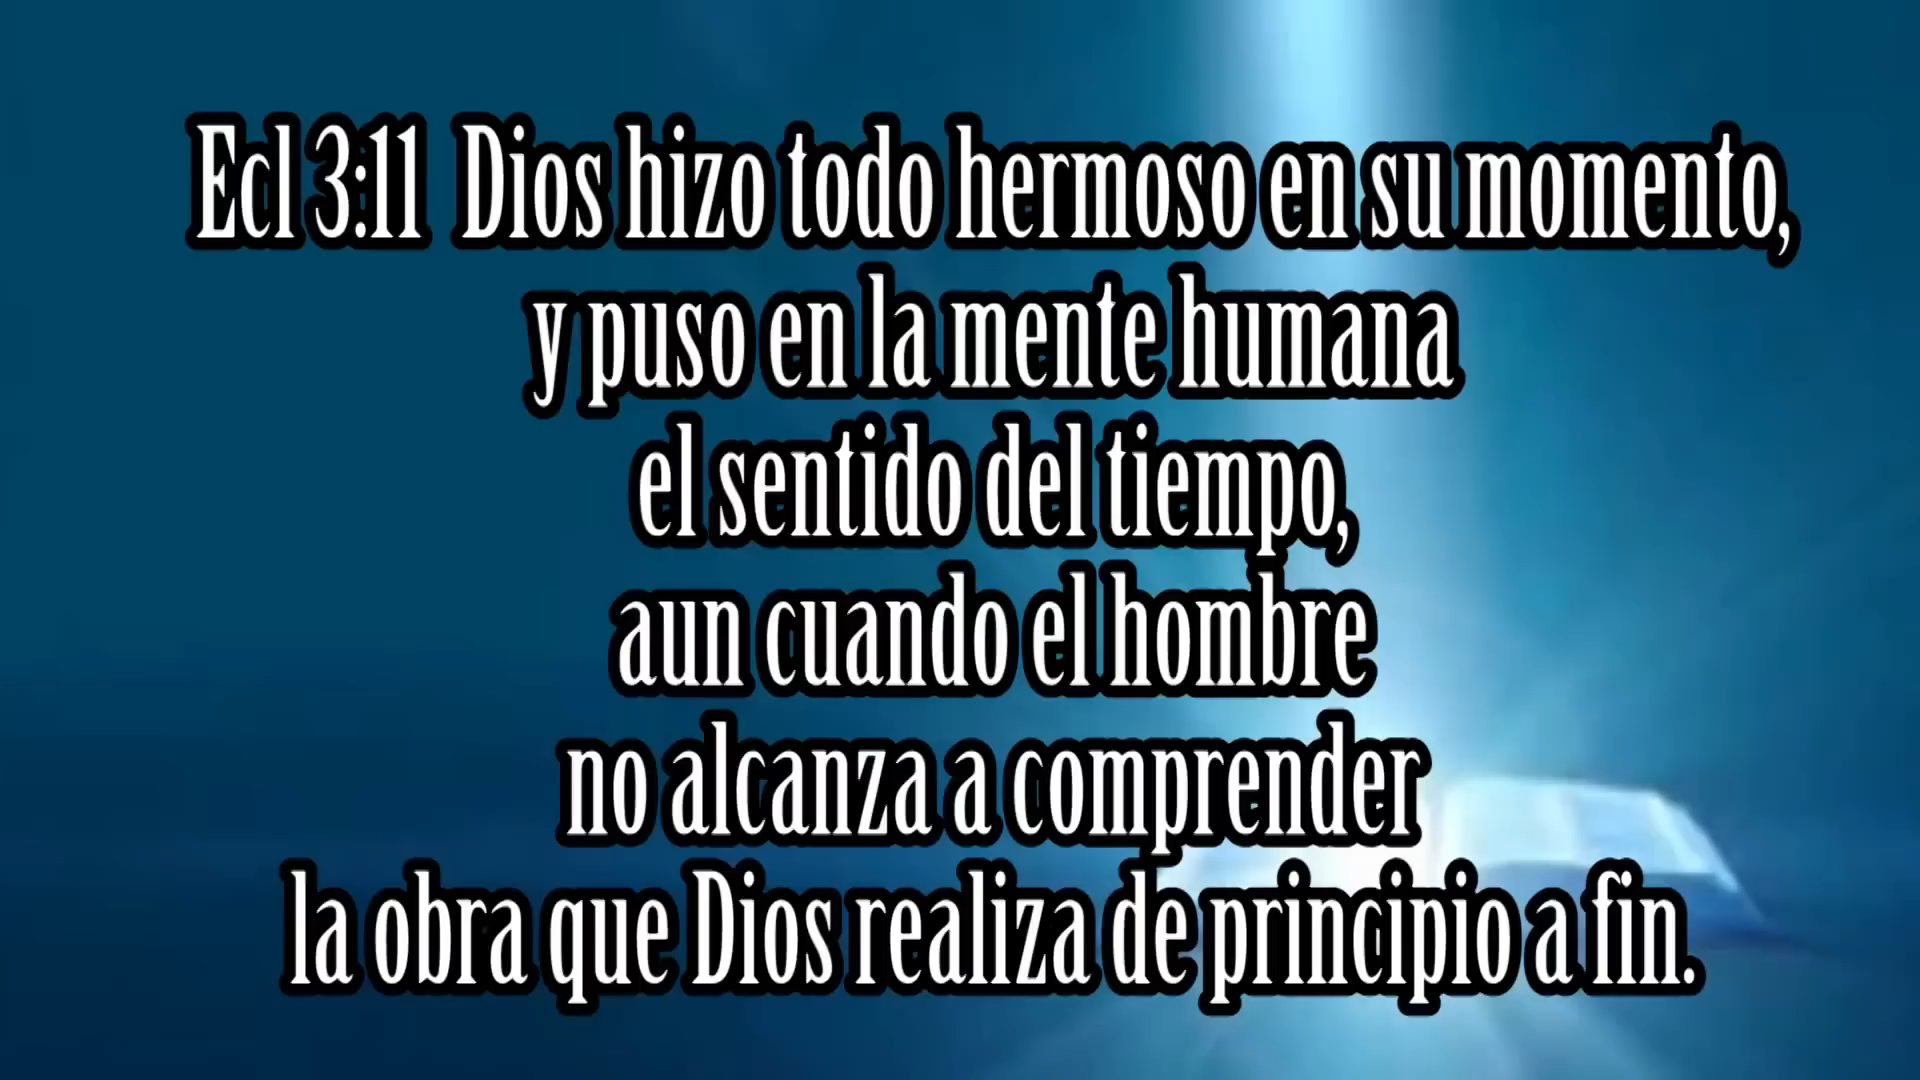 Ecl 3:11 Dios hizo todo hermoso en su momento,
y puso en la mente humana
el sentido del tiempo,
aun cuando el hombre
no alcanza a comprender
la obra que Dios realiza de principio a fin.